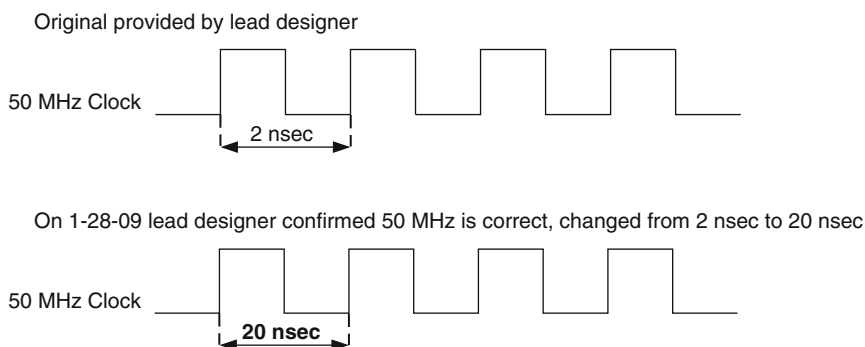 Original provided by lead designer
50 MHz Clock
2 nsec
On 1-28-09 lead designer confirmed 50 MHz is correct, changed from 2 nsec to 20 nsec
50 MHz Clock
20 nsec